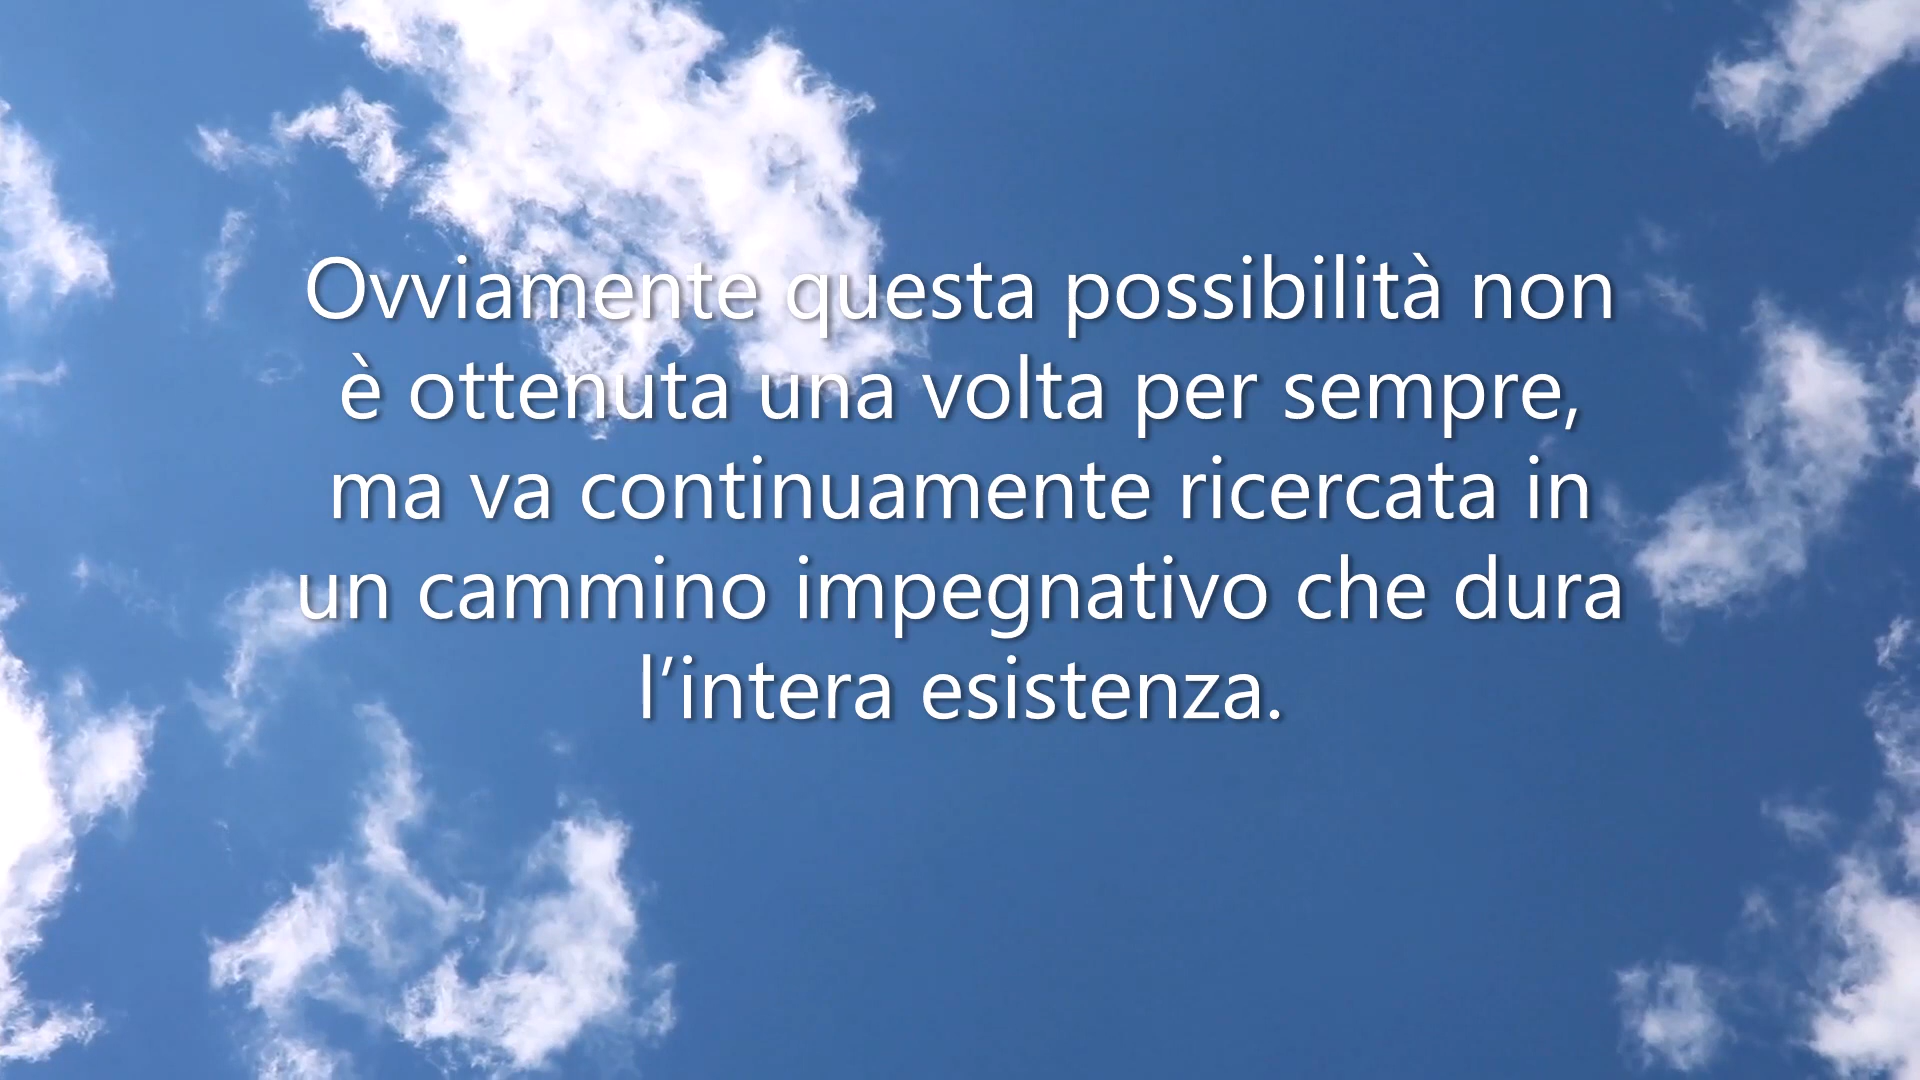 Ovviamente questa possibilità non
è ottenuta una volta per sempre,
ma va continuamente ricercata in
un cammino impegnativo che dura
l’intera esistenza.